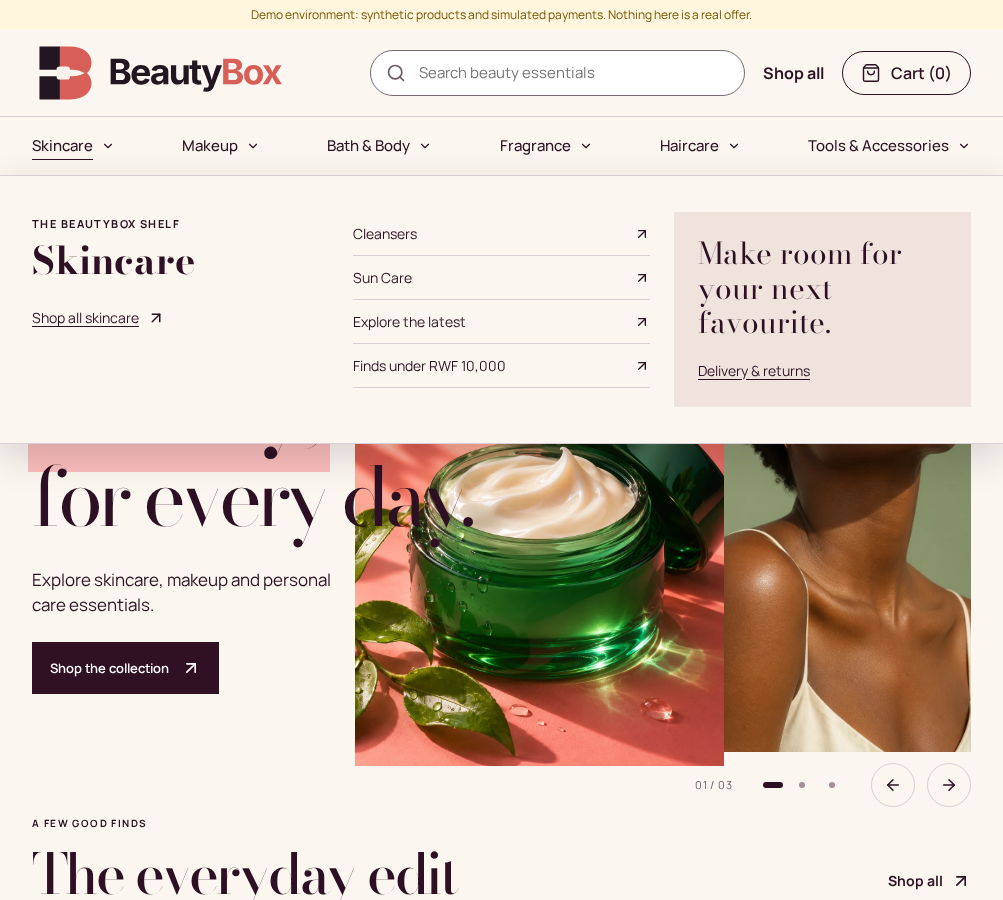 Demo environment: synthetic products and simulated payments. Nothing here is a real offer.
BeautyBox
Search beauty essentials
Shop all
Cart (0)
Skincare
Makeup
Bath & Body
Fragrance
Haircare
Tools & Accessories
THE BEAUTYBOX SHELF
Skincare
Shop all skincare
Cleansers
Sun Care
Explore the latest
Finds under RWF 10,000
Make room for
your next
favourite.
Delivery & returns
for every day.
Explore skincare, makeup and personal
care essentials.
Shop the collection
01 / 03
A FEW GOOD FINDS
The everyday edit
Shop all